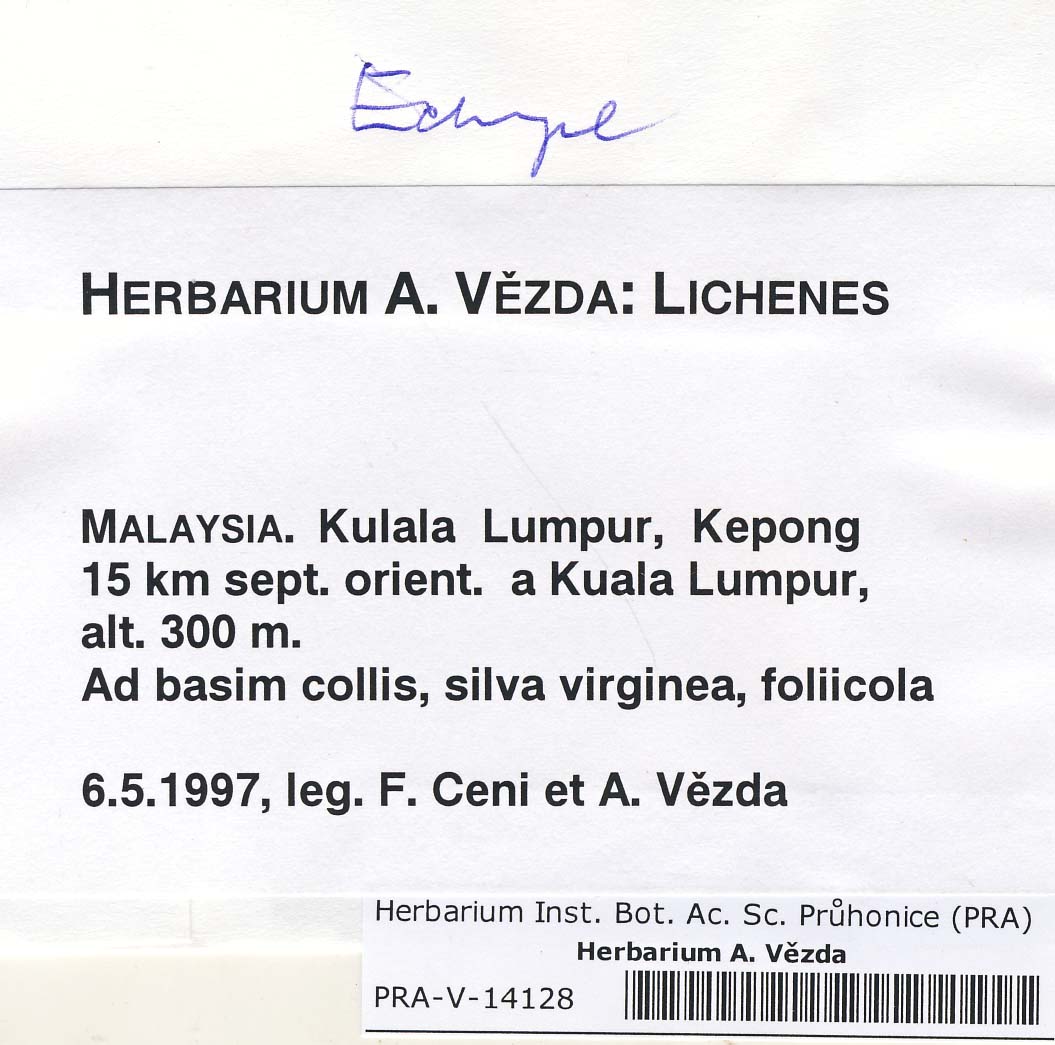 HERBARIUM A. VĚZDA: LICHENES
MALAYSIA. Kulala Lumpur, Kepong
15 km sept. orient. a Kuala Lumpur,
alt. 300 m.
Ad basim collis, silva virginea, foliicola
6.5.1997, leg. F. Ceni et A. Vězda
Herbarium Inst. Bot. Ac. Sc. Průhonice (PRA)
Herbarium A. Vězda
PRA-V-14128